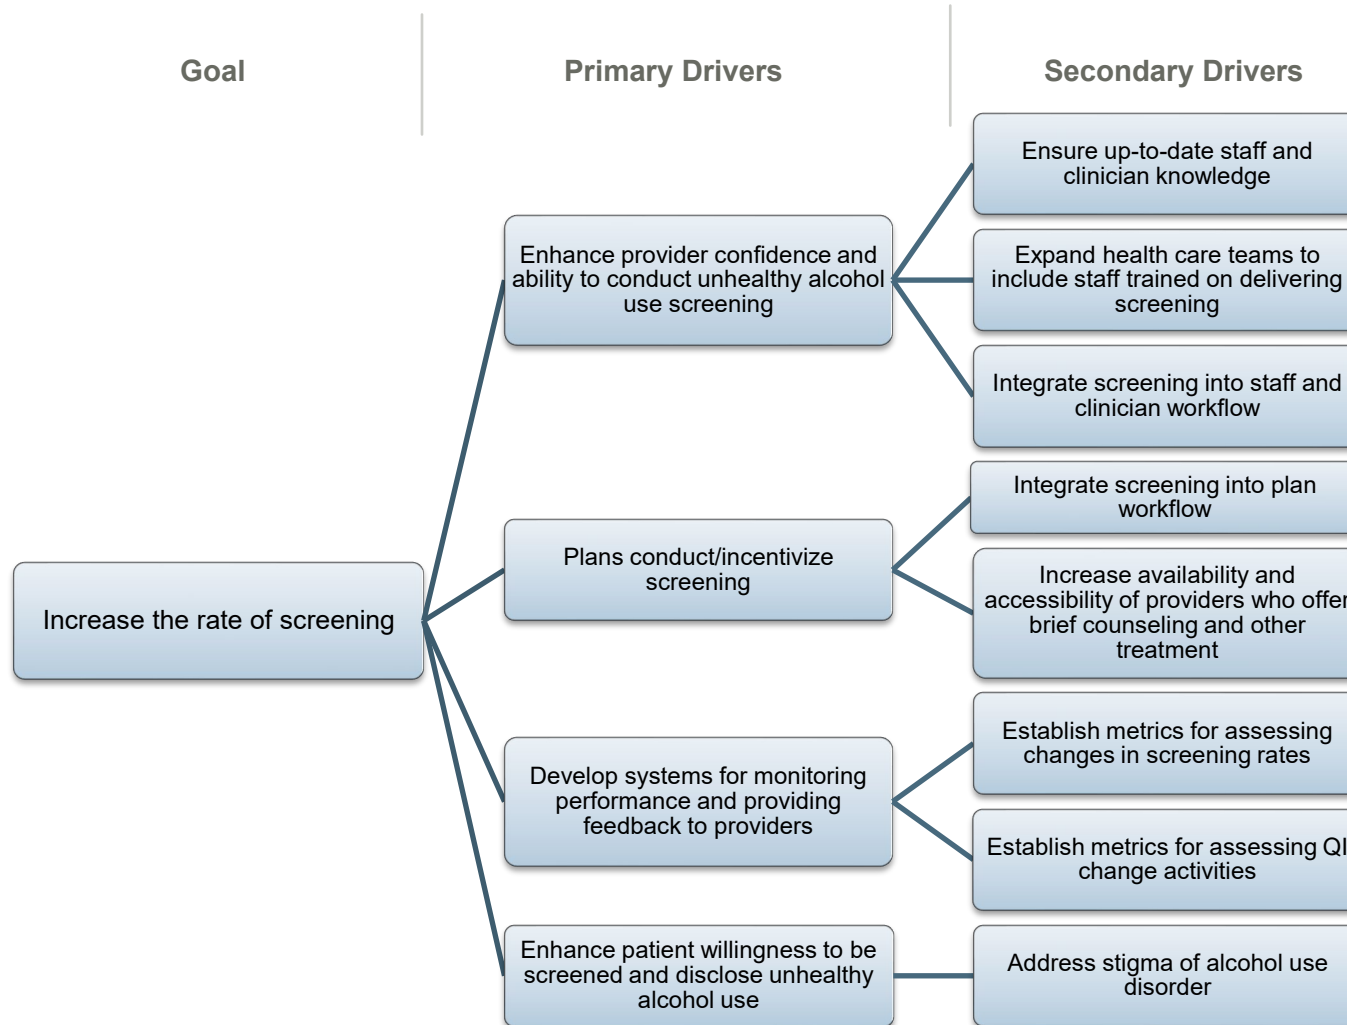 Goal
Primary Drivers
Secondary Drivers
Increase the rate of screening
Enhance provider confidence and
ability to conduct unhealthy alcohol
use screening
Ensure up-to-date staff and
clinician knowledge
Expand health care teams to
include staff trained on delivering
screening
Integrate screening into staff and
clinician workflow
Plans conduct/incentivize
screening
Integrate screening into plan
workflow
Increase availability and
accessibility of providers who offer
brief counseling and other
treatment
Develop systems for monitoring
performance and providing
feedback to providers
Establish metrics for assessing
changes in screening rates
Establish metrics for assessing QI
change activities
Enhance patient willingness to be
screened and disclose unhealthy
alcohol use
Address stigma of alcohol use
disorder